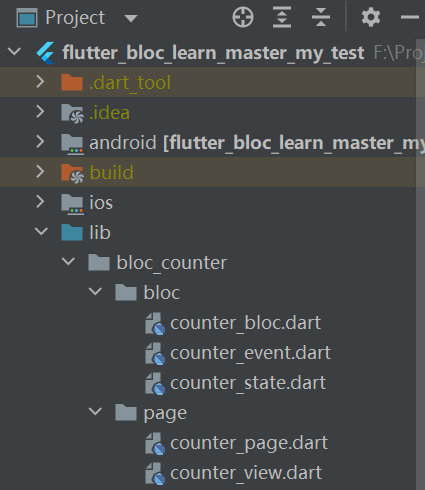 Project
flutter_bloc_learn_master_my_test F:\Proj
.dart_tool
.idea
android [flutter_bloc_learn_master_my
build
ios
lib
bloc_counter
bloc
counter_bloc.dart
counter_event.dart
counter_state.dart
page
counter_page.dart
counter_view.dart